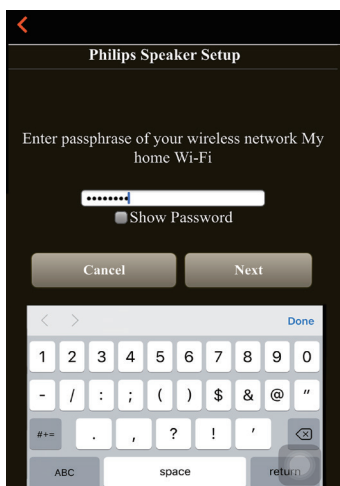 Philips Speaker Setup
Enter passphrase of your wireless network My
home Wi-Fi
••••••••
Show Password
Cancel Next
Done
1 2 3 4 5 6 7 8 9 0
- / : ; ( ) $ & @ "
#+= . , ? ! '
ABC space return